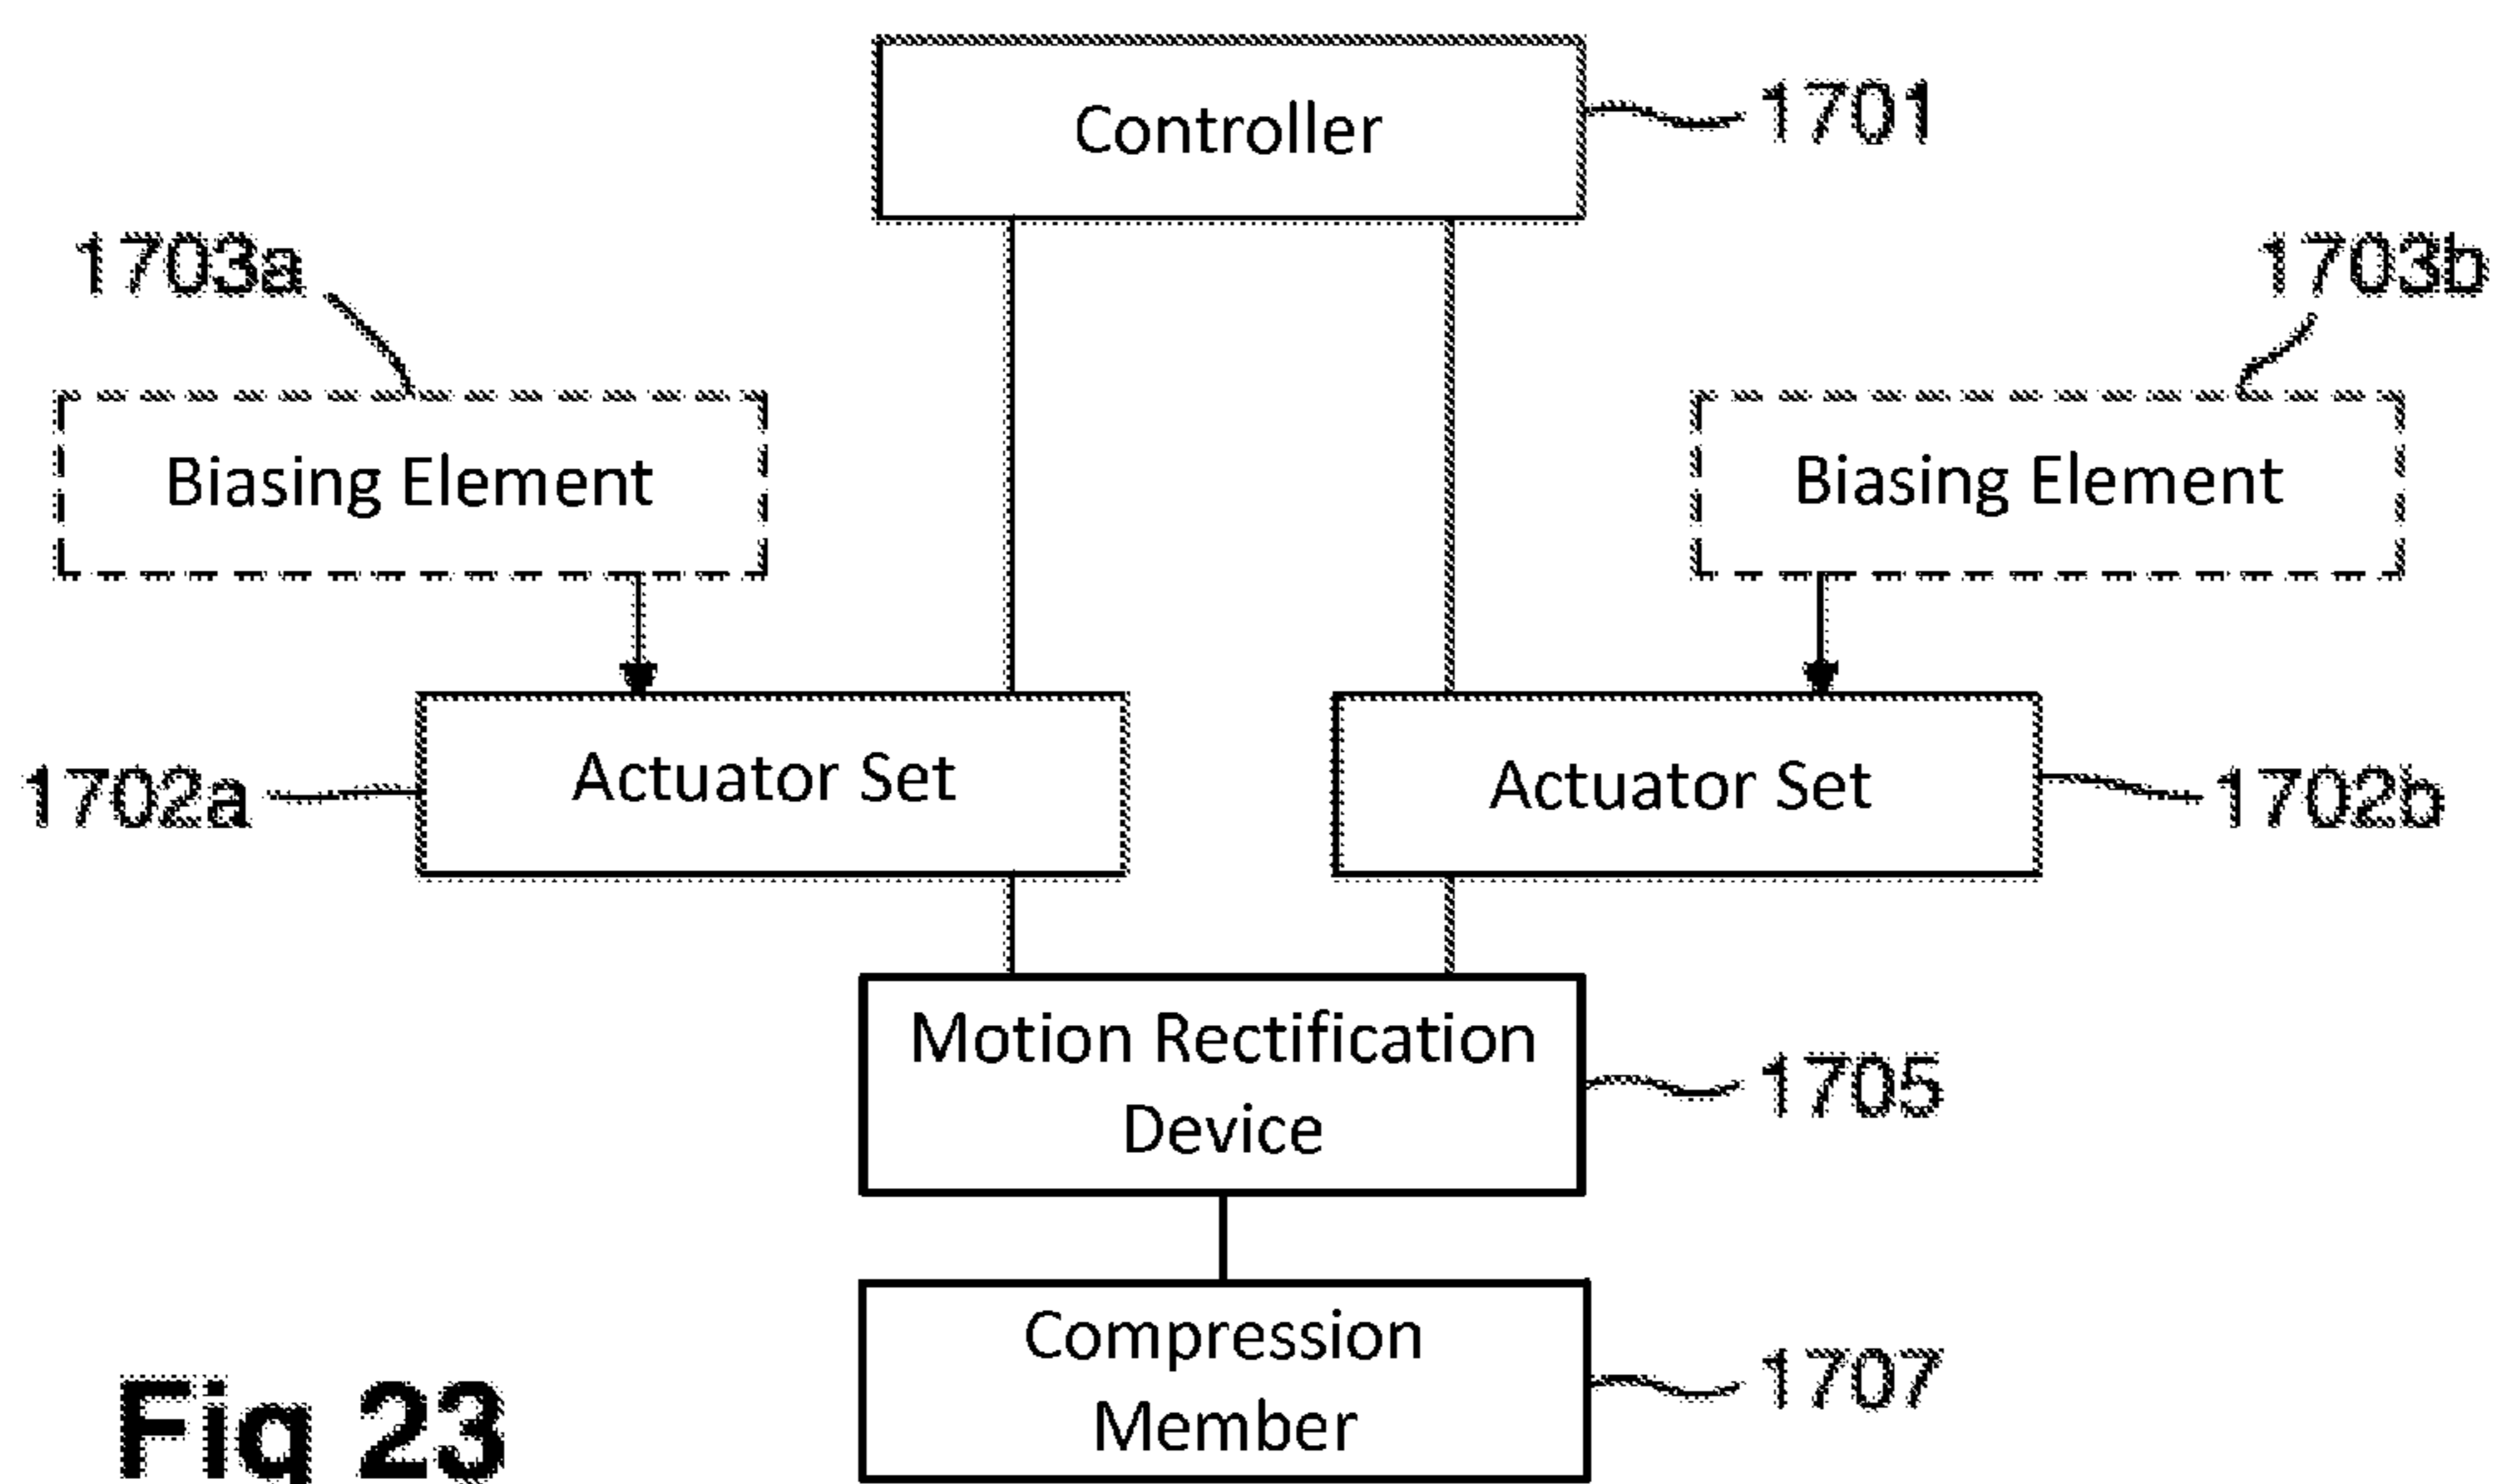 Controller
1701
1703a
1703b
Biasing Element
Biasing Element
1702a
Actuator Set
Actuator Set
1702b
Motion Rectification
Device
1705
Compression
Member
1707
Fig 23